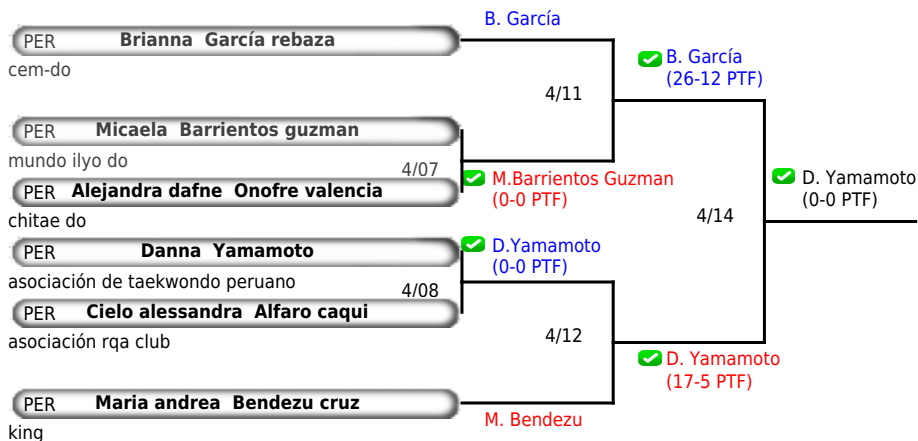 B. García
PER Brianna García rebaza
cem-do
B. García
(26-12 PTF)
4/11
PER Micaela Barrientos guzman
mundo ilyo do
4/07
M.Barrientos Guzman
(0-0 PTF)
PER Alejandra dafne Onofre valencia
chitae do
D. Yamamoto
(0-0 PTF)
4/14
PER Danna Yamamoto
asociación de taekwondo peruano
D.Yamamoto
(0-0 PTF)
4/08
PER Cielo alessandra Alfaro caqui
asociación rqa club
4/12
D. Yamamoto
(17-5 PTF)
PER Maria andrea Bendezu cruz
king
M. Bendezu